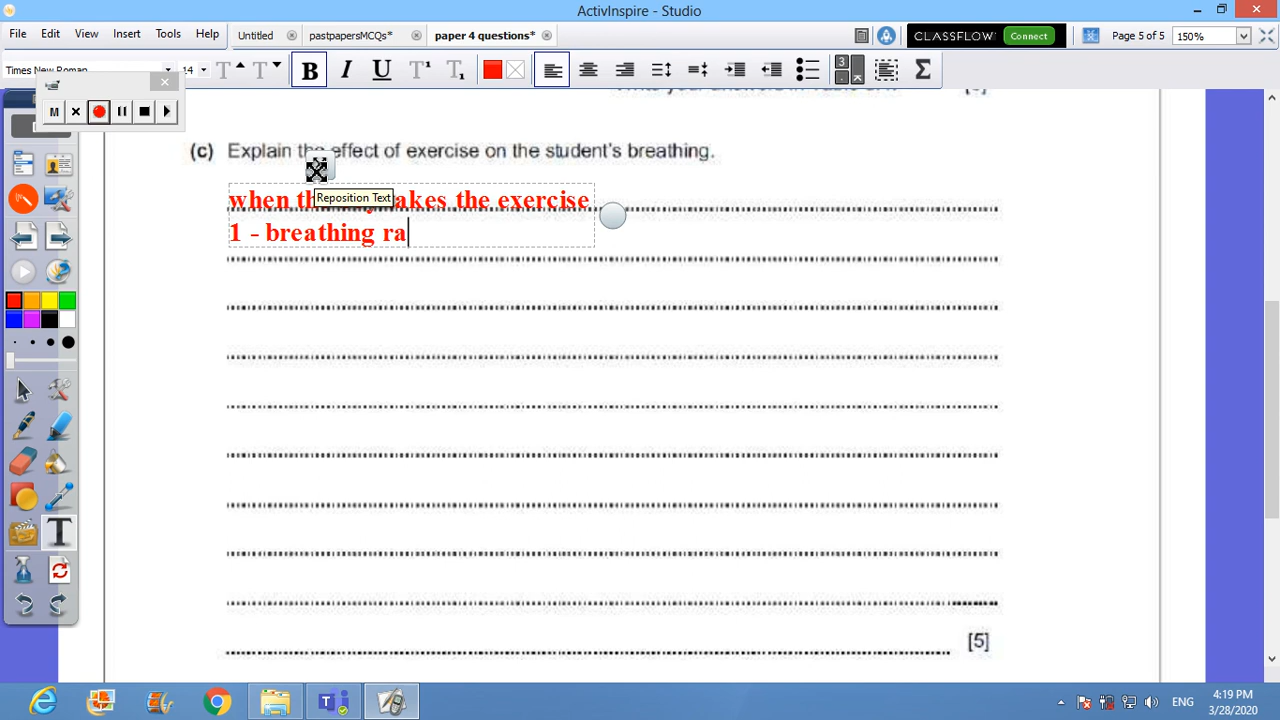 ActivInspire - Studio
File Edit View Insert Tools Help
Untitled
pastpapersMCQs*
paper 4 questions*
CLASSFLOW Connect
Page 5 of 5
150%
Times New Roman 14
(c) Explain the effect of exercise on the student's breathing.
when the akes the exercise
Reposition Text
1 - breathing ra
[5]
ENG
4:19 PM
3/28/2020